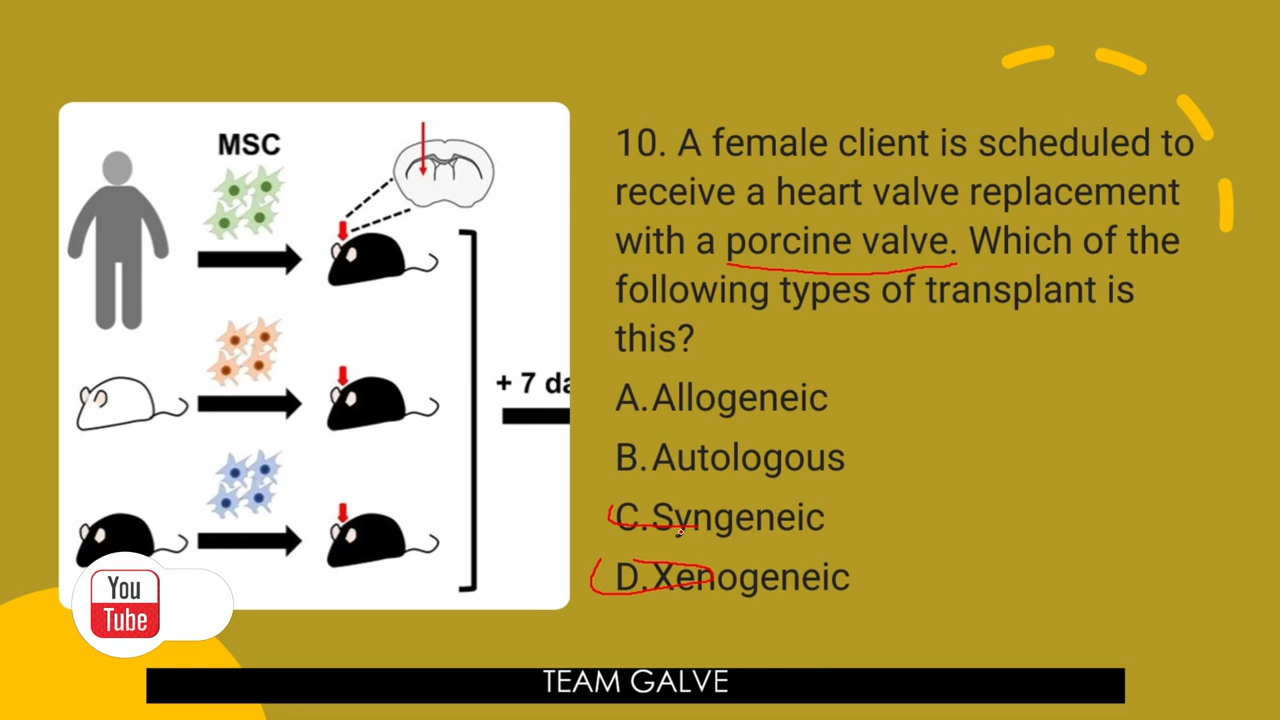 MSC
+ 7 da
10. A female client is scheduled to
receive a heart valve replacement
with a porcine valve. Which of the
following types of transplant is
this?
A.Allogeneic
B.Autologous
C.Syngeneic
D.Xenogeneic
You
Tube
TEAM GALVE